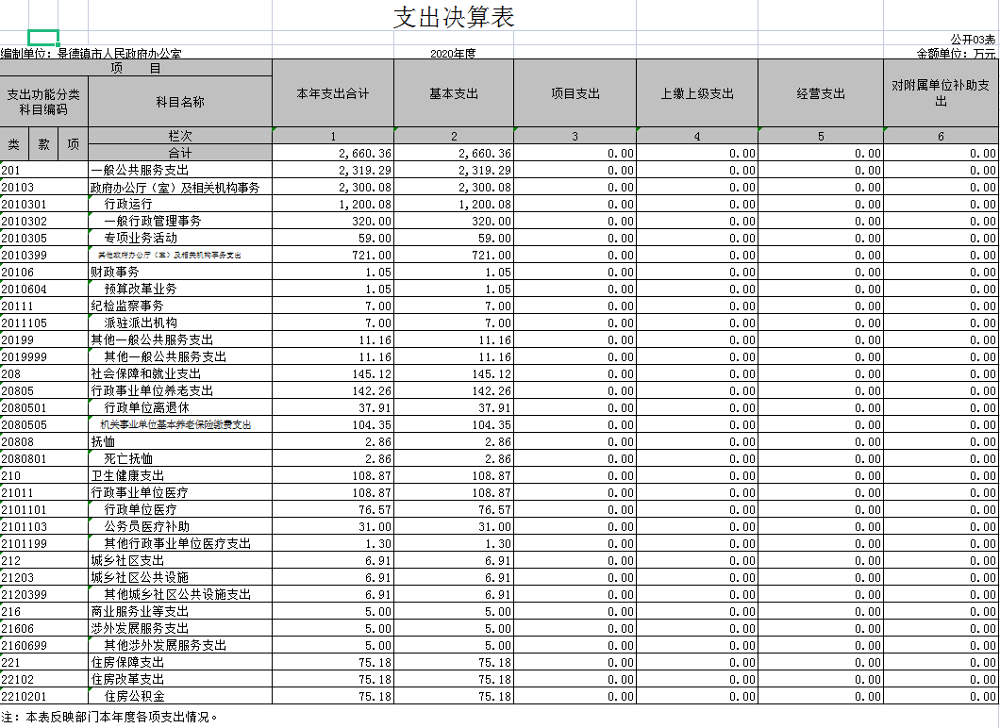 支出决算表
公开03表
编制单位：景德镇市人民政府办公室 2020年度 金额单位：万元
项 目 本年支出合计 基本支出 项目支出 上缴上级支出 经营支出 对附属单位补助支出
支出功能分类科目编码 科目名称
类 款 项 栏次 1 2 3 4 5 6
合计 2,660.36 2,660.36 0.00 0.00 0.00 0.00
201 一般公共服务支出 2,319.29 2,319.29 0.00 0.00 0.00 0.00
20103 政府办公厅（室）及相关机构事务 2,300.08 2,300.08 0.00 0.00 0.00 0.00
2010301 行政运行 1,200.08 1,200.08 0.00 0.00 0.00 0.00
2010302 一般行政管理事务 320.00 320.00 0.00 0.00 0.00 0.00
2010305 专项业务活动 59.00 59.00 0.00 0.00 0.00 0.00
2010399 其他政府办公厅（室）及相关机构事务支出 721.00 721.00 0.00 0.00 0.00 0.00
20106 财政事务 1.05 1.05 0.00 0.00 0.00 0.00
2010604 预算改革业务 1.05 1.05 0.00 0.00 0.00 0.00
20111 纪检监察事务 7.00 7.00 0.00 0.00 0.00 0.00
2011105 派驻派出机构 7.00 7.00 0.00 0.00 0.00 0.00
20199 其他一般公共服务支出 11.16 11.16 0.00 0.00 0.00 0.00
2019999 其他一般公共服务支出 11.16 11.16 0.00 0.00 0.00 0.00
208 社会保障和就业支出 145.12 145.12 0.00 0.00 0.00 0.00
20805 行政事业单位养老支出 142.26 142.26 0.00 0.00 0.00 0.00
2080501 行政单位离退休 37.91 37.91 0.00 0.00 0.00 0.00
2080505 机关事业单位基本养老保险缴费支出 104.35 104.35 0.00 0.00 0.00 0.00
20808 抚恤 2.86 2.86 0.00 0.00 0.00 0.00
2080801 死亡抚恤 2.86 2.86 0.00 0.00 0.00 0.00
210 卫生健康支出 108.87 108.87 0.00 0.00 0.00 0.00
21011 行政事业单位医疗 108.87 108.87 0.00 0.00 0.00 0.00
2101101 行政单位医疗 76.57 76.57 0.00 0.00 0.00 0.00
2101103 公务员医疗补助 31.00 31.00 0.00 0.00 0.00 0.00
2101199 其他行政事业单位医疗支出 1.30 1.30 0.00 0.00 0.00 0.00
212 城乡社区支出 6.91 6.91 0.00 0.00 0.00 0.00
21203 城乡社区公共设施 6.91 6.91 0.00 0.00 0.00 0.00
2120399 其他城乡社区公共设施支出 6.91 6.91 0.00 0.00 0.00 0.00
216 商业服务业等支出 5.00 5.00 0.00 0.00 0.00 0.00
21606 涉外发展服务支出 5.00 5.00 0.00 0.00 0.00 0.00
2160699 其他涉外发展服务支出 5.00 5.00 0.00 0.00 0.00 0.00
221 住房保障支出 75.18 75.18 0.00 0.00 0.00 0.00
22102 住房改革支出 75.18 75.18 0.00 0.00 0.00 0.00
2210201 住房公积金 75.18 75.18 0.00 0.00 0.00 0.00
注：本表反映部门本年度各项支出情况。